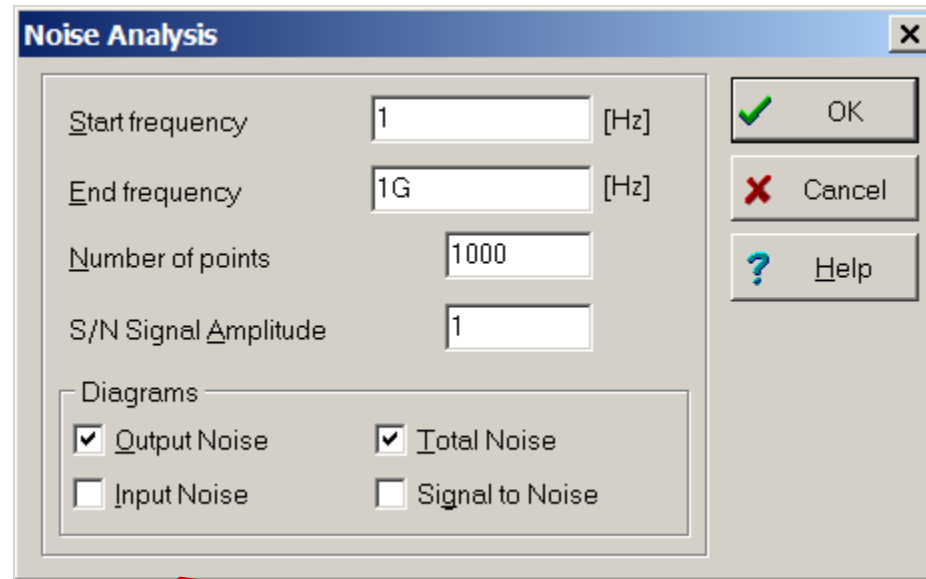 Noise Analysis
Start frequency 1 [Hz]
End frequency 1G [Hz]
Number of points 1000
S/N Signal Amplitude 1
Diagrams
Output Noise Total Noise
Input Noise Signal to Noise
OK
Cancel
? Help